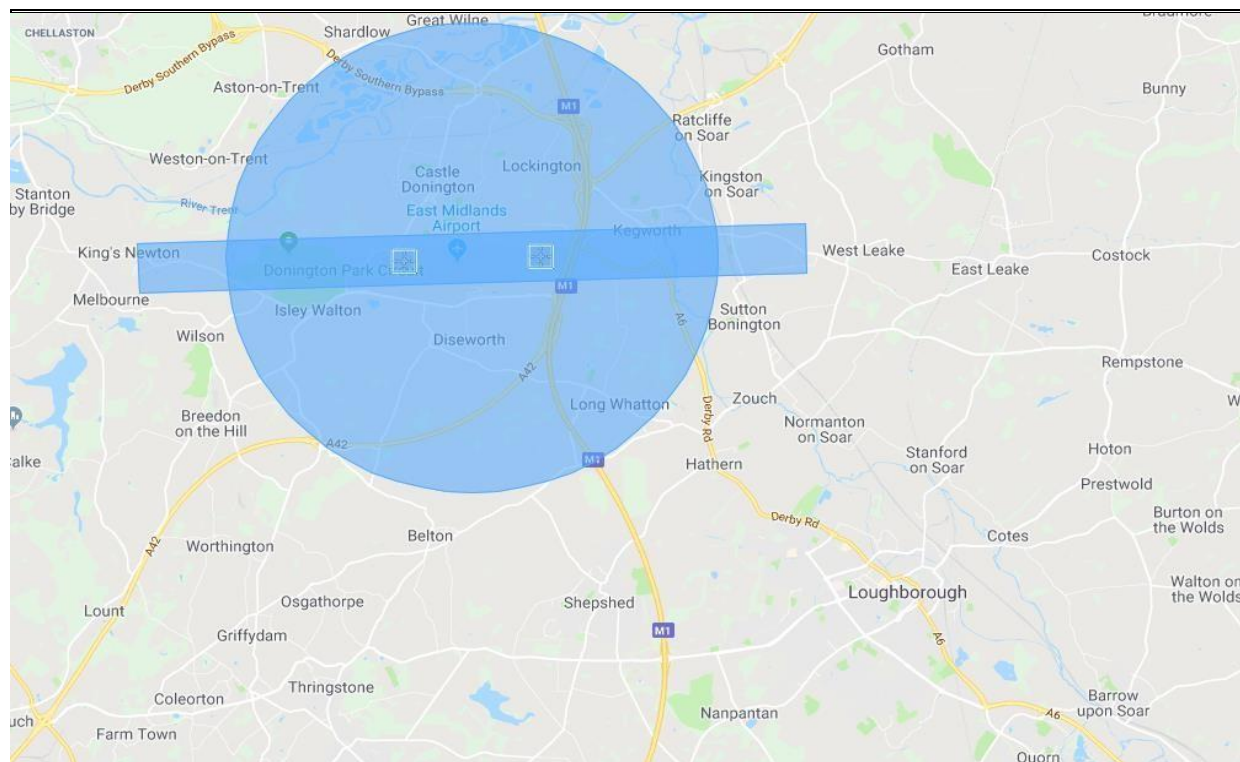 Great Wilne
CHELLASTON
Shardlow
Gotham
Derby Southern Bypass
Derby Southern Bypass
Aston-on-Trent
Bunny
M1
Ratcliffe
on Soar
Weston-on-Trent
Lockington
Castle
Donington
Kingston
on Soar
Stanton
by Bridge
River Trent
East Midlands
Airport
Kegworth
King's Newton
West Leake
Costock
East Leake
Donington Park Circuit
M1
Melbourne
Isley Walton
Sutton
Bonington
A6
Wilson
Diseworth
Rempstone
A42
Zouch
Long Whatton
Derby Rd
Breedon
on the Hill
Normanton
on Soar
A42
Hoton
Stanford
on Soar
M1
Hathern
Prestwold
Derby Rd
Burton on
the Wolds
Belton
Cotes
A42
Worthington
Walton on
the Wolds
Loughborough
Osgathorpe
Shepshed
Lount
M1
Griffydam
A6
Thringstone
Coleorton
Barrow
upon Soar
Nanpantan
A6
Farm Town
Quorn